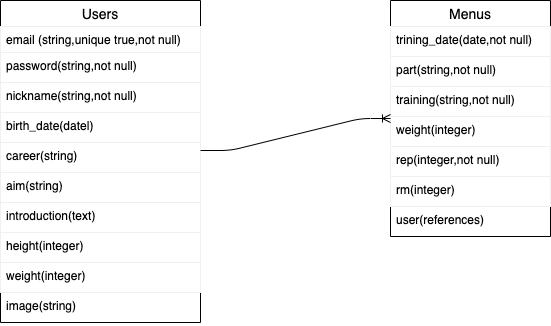 Users
email (string,unique true,not null)
password(string,not null)
nickname(string,not null)
birth_date(datel)
career(string)
aim(string)
introduction(text)
height(integer)
weight(integer)
image(string)
Menus
trining_date(date,not null)
part(string,not null)
training(string,not null)
weight(integer)
rep(integer,not null)
rm(integer)
user(references)